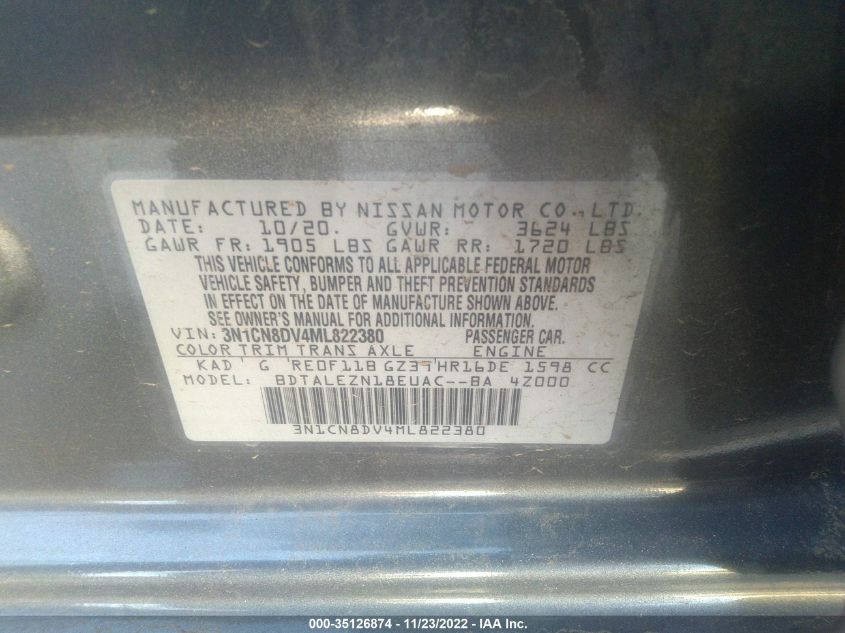 MANUFACTURED BY NISSAN MOTOR CO., LTD.
DATE: 10/20. GVWR: 3624 LBS
GAWR FR: 1905 LBS GAWR RR: 1720 LBS
THIS VEHICLE CONFORMS TO ALL APPLICABLE FEDERAL MOTOR
VEHICLE SAFETY, BUMPER AND THEFT PREVENTION STANDARDS
IN EFFECT ON THE DATE OF MANUFACTURE SHOWN ABOVE.
SEE OWNER'S MANUAL FOR ADDITIONAL INFORMATION.
VIN: 3N1CN8DV4ML822380 PASSENGER CAR.
COLOR TRIM TRANS AXLE ENGINE
KAD G RE0F11B GZ39 HR16DE 1598 CC
MODEL: BDTALEZN18EUAC--BA 4Z000
3N1CN8DV4ML822380
000-35126874 - 11/23/2022 - IAA Inc.